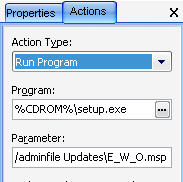 Properties Actions X
Action Type:
Run Program
Program:
%CDROM%\setup.exe ...
Parameter:
/adminfile Updates\E_W_O.msp